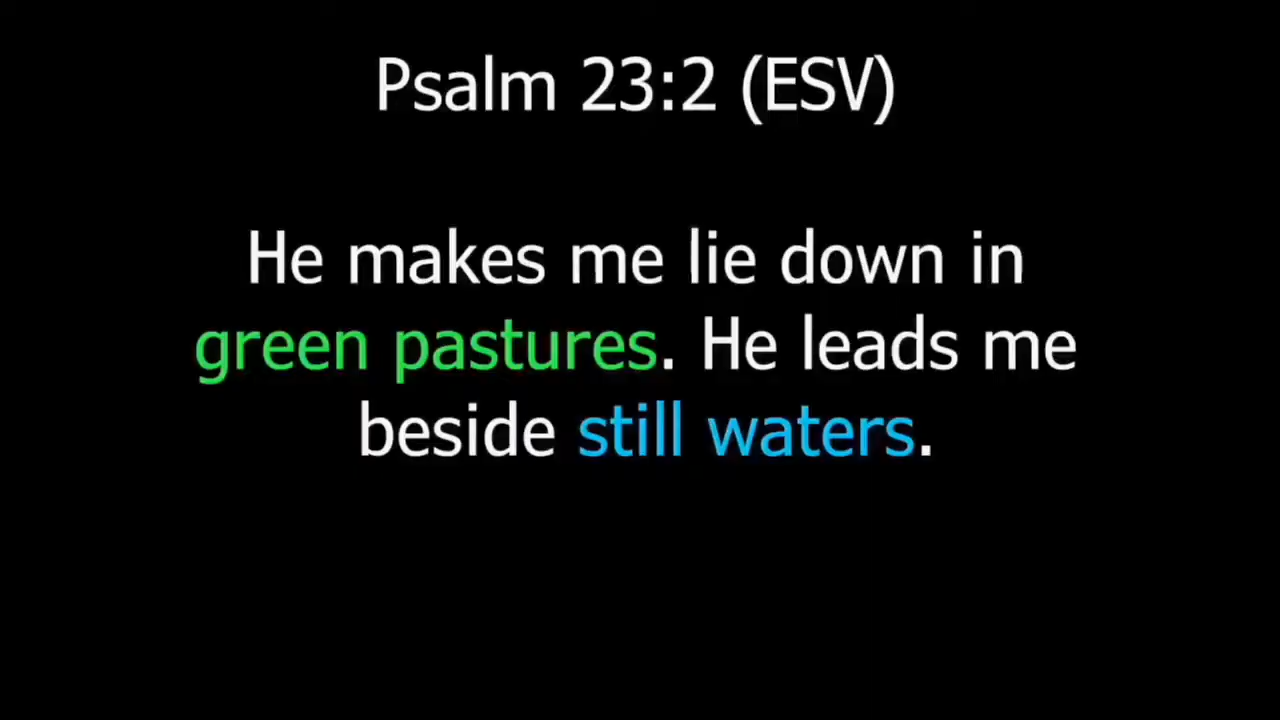 Psalm 23:2 (ESV)
He makes me lie down in
green pastures. He leads me
beside still waters.